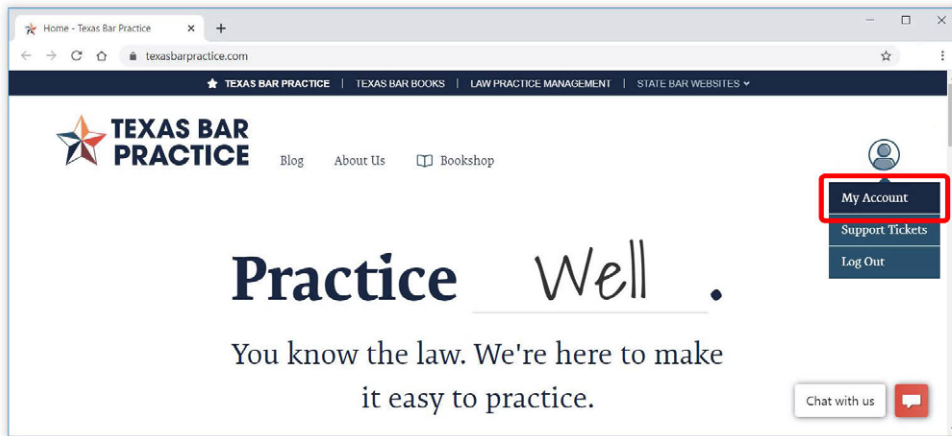 Home - Texas Bar Practice
texasbarpractice.com
TEXAS BAR PRACTICE | TEXAS BAR BOOKS | LAW PRACTICE MANAGEMENT | STATE BAR WEBSITES
TEXAS BAR
PRACTICE
Blog About Us Bookshop
My Account
Support Tickets
Log Out
Practice Well .
You know the law. We're here to make
it easy to practice.
Chat with us